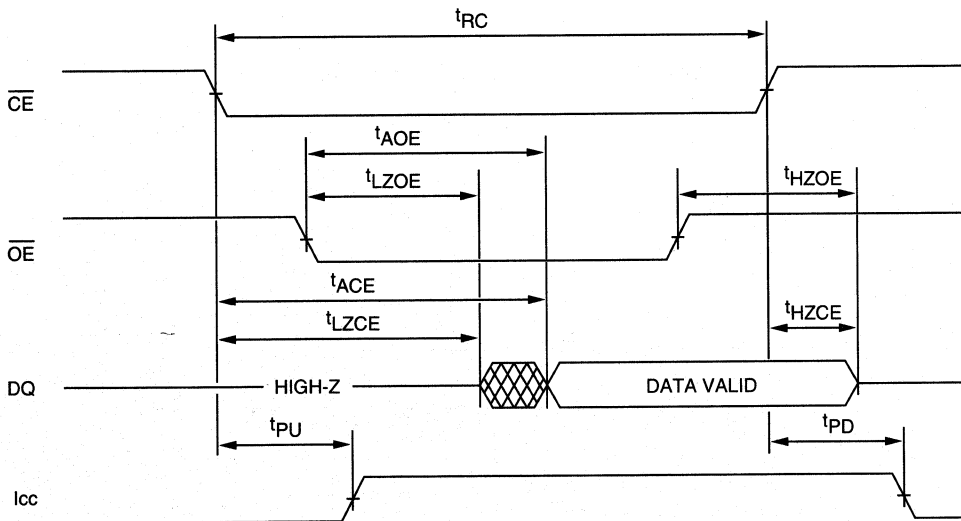 tRC
CE
tAOE
tLZOE
tHZOE
OE
tACE
tLZCE
tHZCE
DQ
HIGH-Z
DATA VALID
tPU
tPD
Icc